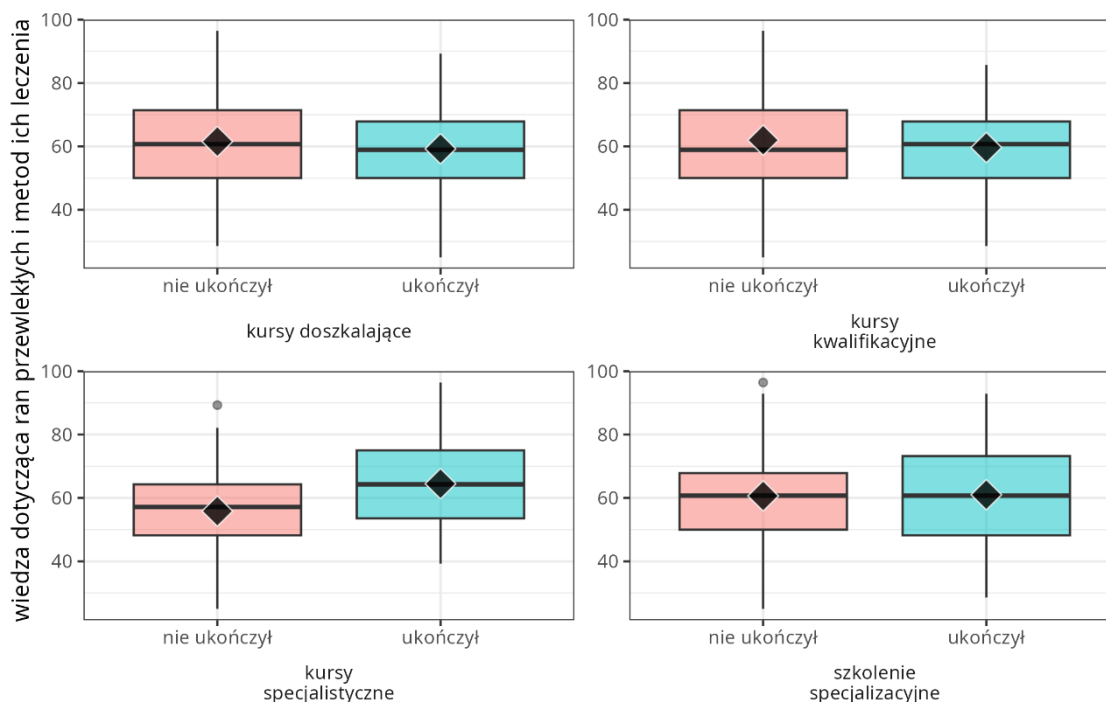 wiedza dotycząca ran przewlekłych i metod ich leczenia
100
80
60
40
nie ukończył
ukończył
kursy doszkalające
100
80
60
40
nie ukończył
ukończył
kursy
kwalifikacyjne
100
80
60
40
nie ukończył
ukończył
kursy
specjalistyczne
100
80
60
40
nie ukończył
ukończył
szkolenie
specjalizacyjne